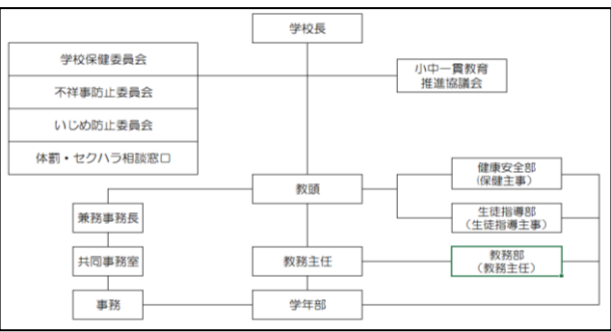 学校長
学校保健委員会
不祥事防止委員会
いじめ防止委員会
体罰・セクハラ相談窓口
小中一貫教育
推進協議会
教頭
健康安全部
(保健主事)
兼務事務長
生徒指導部
(生徒指導主事)
共同事務室
教務主任
教務部
(教務主任)
事務
学年部